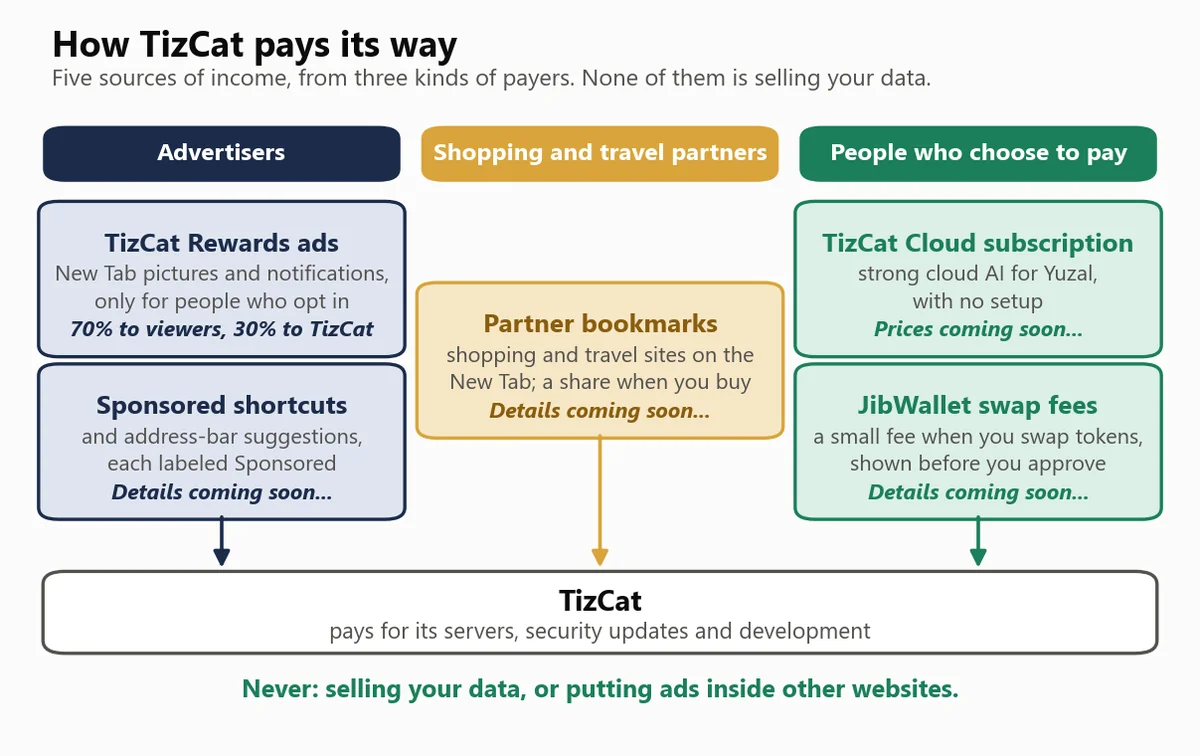 How TizCat pays its way
Five sources of income, from three kinds of payers. None of them is selling your data.
Advertisers
Shopping and travel partners
People who choose to pay
TizCat Rewards ads
New Tab pictures and notifications,
only for people who opt in
70% to viewers, 30% to TizCat
Sponsored shortcuts
and address-bar suggestions,
each labeled Sponsored
Details coming soon...
Partner bookmarks
shopping and travel sites on the
New Tab; a share when you buy
Details coming soon...
TizCat Cloud subscription
strong cloud AI for Yuzal,
with no setup
Prices coming soon...
JibWallet swap fees
a small fee when you swap tokens,
shown before you approve
Details coming soon...
TizCat
pays for its servers, security updates and development
Never: selling your data, or putting ads inside other websites.